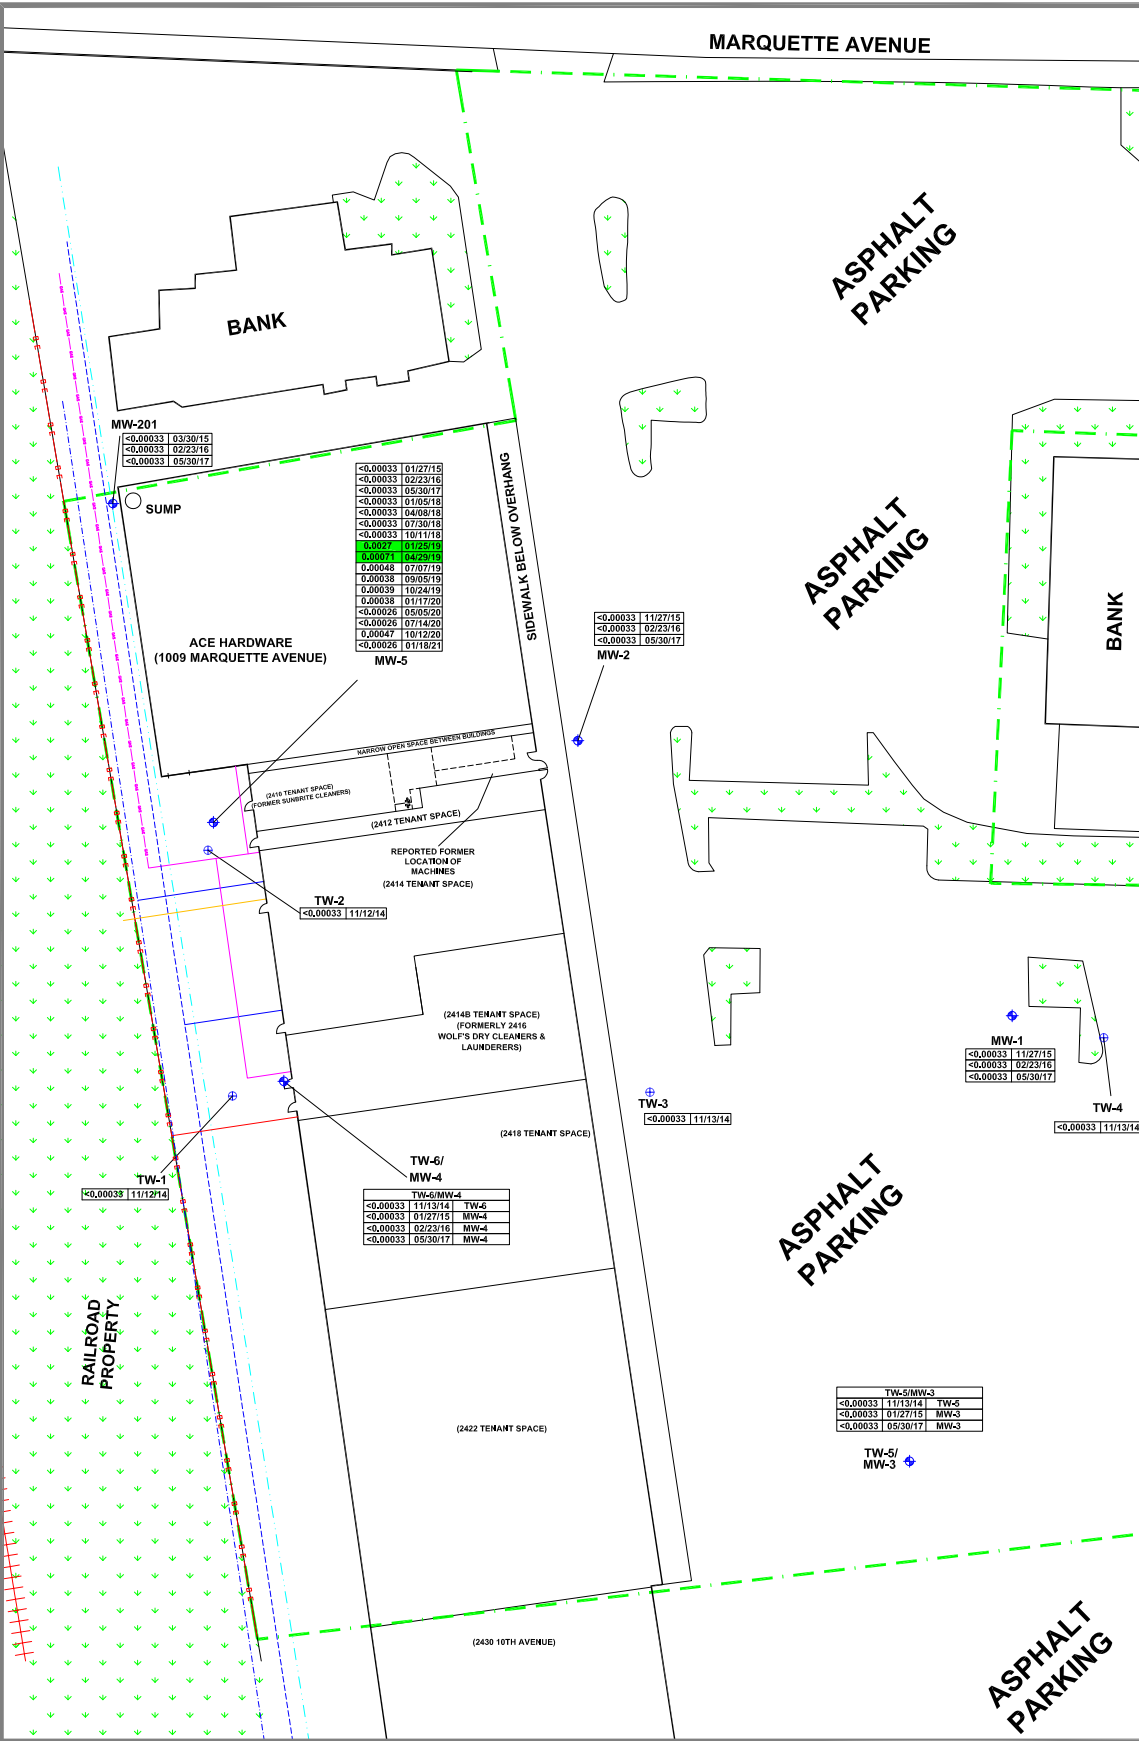 MARQUETTE AVENUE
ASPHALT
PARKING
BANK
MW-201
<0.00033 03/30/15
<0.00033 02/23/16
<0.00033 05/30/17
SUMP
<0.00033 01/27/15
<0.00033 02/23/16
<0.00033 05/30/17
<0.00033 01/05/18
<0.00033 04/08/18
<0.00033 07/30/18
<0.00033 10/11/18
0.0027 01/25/19
0.00071 04/29/19
0.00048 07/07/19
0.00038 09/05/19
0.00039 10/24/19
0.00038 01/17/20
<0.00026 05/05/20
<0.00026 07/14/20
0.00047 10/12/20
<0.00026 01/18/21
MW-5
SIDEWALK BELOW OVERHANG
ACE HARDWARE
(1009 MARQUETTE AVENUE)
ASPHALT
PARKING
<0.00033 11/27/15
<0.00033 02/23/16
<0.00033 05/30/17
MW-2
BANK
NARROW OPEN SPACE BETWEEN BUILDINGS
(2410 TENANT SPACE)
(FORMER SUNBRITE CLEANERS)
(2412 TENANT SPACE)
REPORTED FORMER
LOCATION OF
MACHINES
(2414 TENANT SPACE)
TW-2
<0.00033 11/12/14
(2414B TENANT SPACE)
(FORMERLY 2416
WOLF'S DRY CLEANERS &
LAUNDERERS)
MW-1
<0.00033 11/27/15
<0.00033 02/23/16
<0.00033 05/30/17
TW-3
<0.00033 11/13/14
TW-4
<0.00033 11/13/14
(2418 TENANT SPACE)
TW-1
<0.00033 11/12/14
TW-6/
MW-4
TW-6/MW-4
<0.00033 11/13/14 TW-6
<0.00033 01/27/15 MW-4
<0.00033 02/23/16 MW-4
<0.00033 05/30/17 MW-4
ASPHALT
PARKING
RAILROAD
PROPERTY
(2422 TENANT SPACE)
TW-5/MW-3
<0.00033 11/13/14 TW-5
<0.00033 01/27/15 MW-3
<0.00033 05/30/17 MW-3
TW-5/
MW-3
(2430 10TH AVENUE)
ASPHALT
PARKING